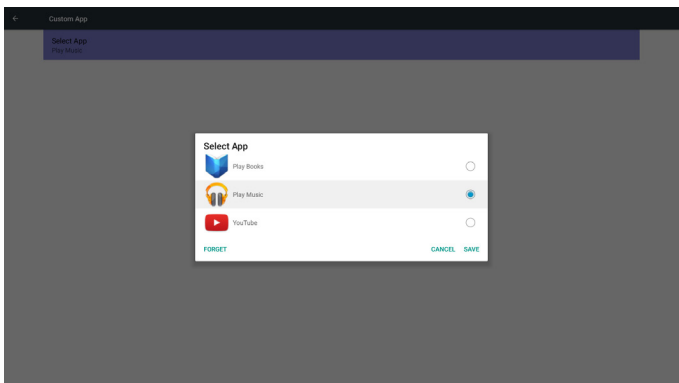 Custom App
Select App
Play Music
Select App
Play Books
Play Music
YouTube
FORGET CANCEL SAVE